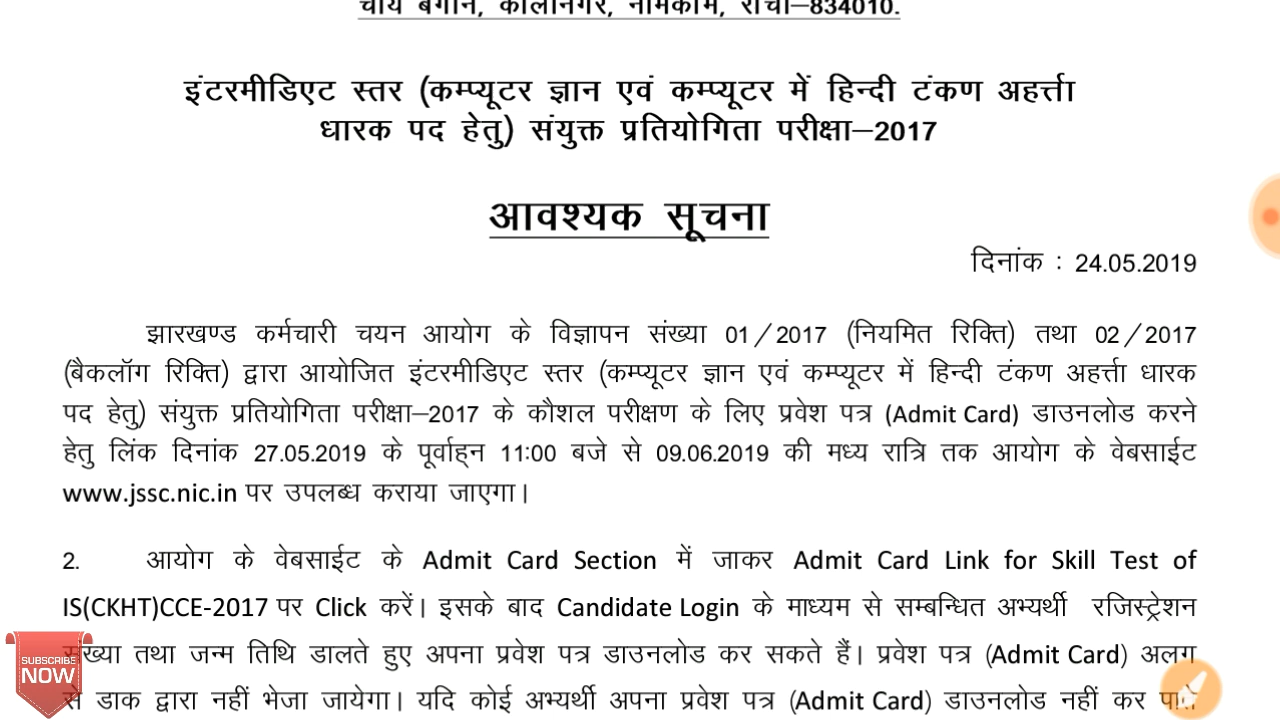 चाय बगान, कालीनगर, नामकोम, राँची–834010.
इंटरमीडिएट स्तर (कम्प्यूटर ज्ञान एवं कम्प्यूटर में हिन्दी टंकण अहर्त्ता
धारक पद हेतु) संयुक्त प्रतियोगिता परीक्षा–2017
आवश्यक सूचना
दिनांक : 24.05.2019
झारखण्ड कर्मचारी चयन आयोग के विज्ञापन संख्या 01/2017 (नियमित रिक्ति) तथा 02/2017
(बैकलॉग रिक्ति) द्वारा आयोजित इंटरमीडिएट स्तर (कम्प्यूटर ज्ञान एवं कम्प्यूटर में हिन्दी टंकण अहर्त्ता धारक
पद हेतु) संयुक्त प्रतियोगिता परीक्षा–2017 के कौशल परीक्षण के लिए प्रवेश पत्र (Admit Card) डाउनलोड करने
हेतु लिंक दिनांक 27.05.2019 के पूर्वाह्न 11:00 बजे से 09.06.2019 की मध्य रात्रि तक आयोग के वेबसाईट
www.jssc.nic.in पर उपलब्ध कराया जाएगा।
2. आयोग के वेबसाईट के Admit Card Section में जाकर Admit Card Link for Skill Test of
IS(CKHT)CCE-2017 पर Click करें। इसके बाद Candidate Login के माध्यम से सम्बन्धित अभ्यर्थी रजिस्ट्रेशन
संख्या तथा जन्म तिथि डालते हुए अपना प्रवेश पत्र डाउनलोड कर सकते हैं। प्रवेश पत्र (Admit Card) अलग
से डाक द्वारा नहीं भेजा जायेगा। यदि कोई अभ्यर्थी अपना प्रवेश पत्र (Admit Card) डाउनलोड नहीं कर पाते
SUBSCRIBE
NOW